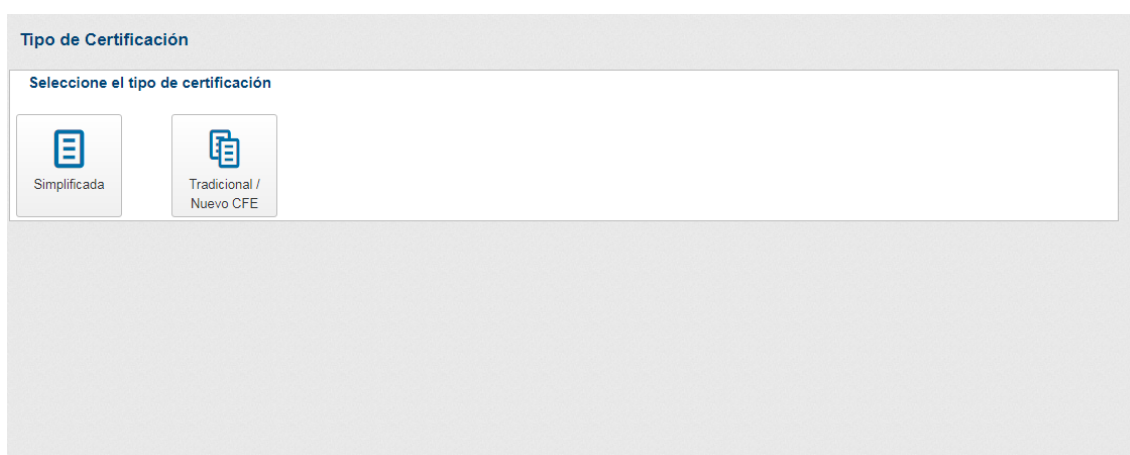 Tipo de Certificación
Seleccione el tipo de certificación
Simplificada
Tradicional /
Nuevo CFE